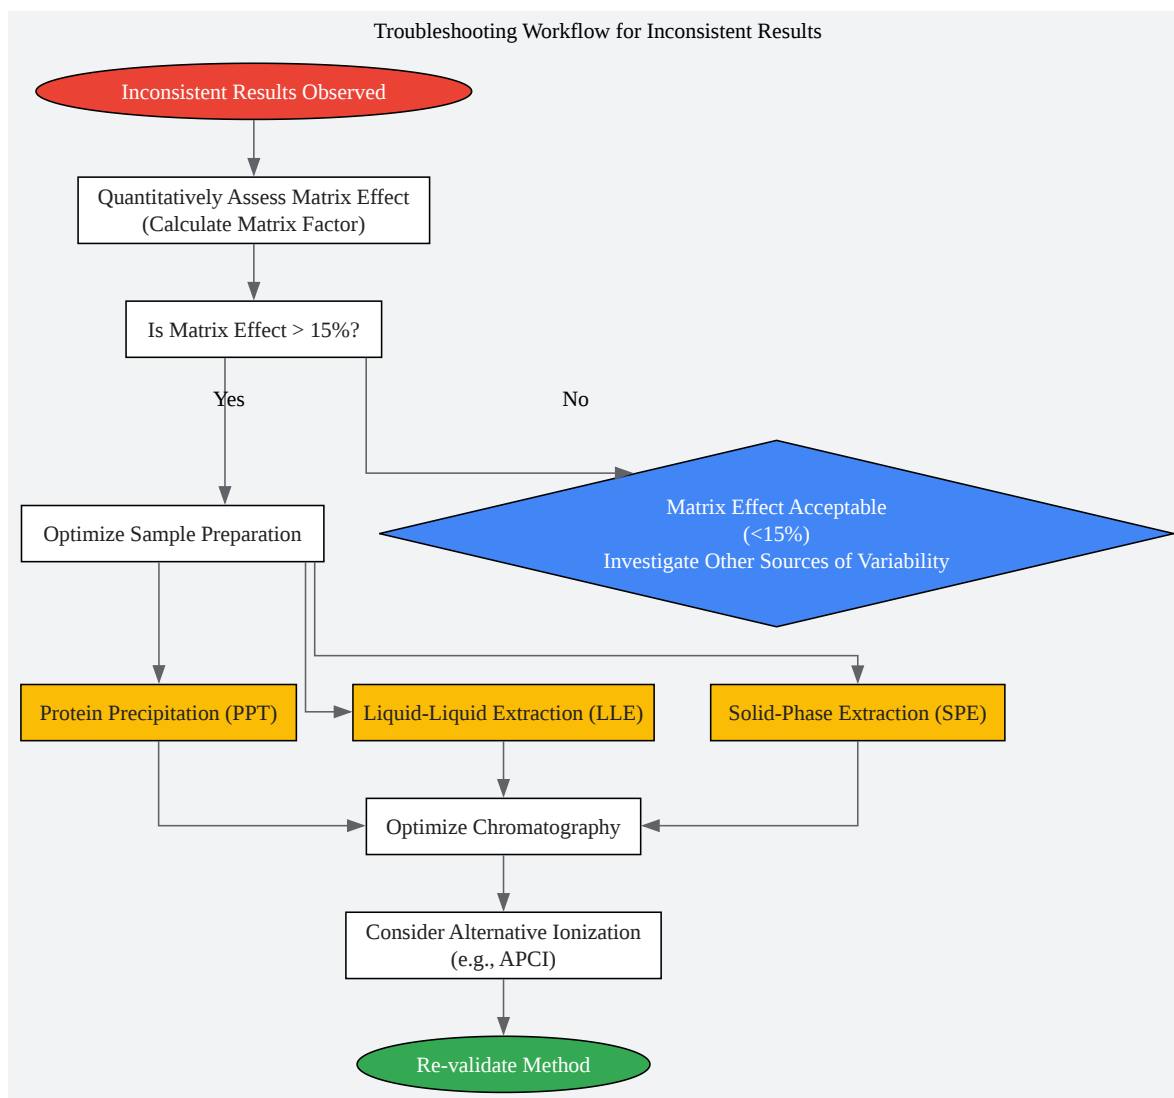 Troubleshooting Workflow for Inconsistent Results
Inconsistent Results Observed
Quantitatively Assess Matrix Effect
(Calculate Matrix Factor)
Is Matrix Effect > 15%?
Yes
No
Matrix Effect Acceptable
(<15%)
Investigate Other Sources of Variability
Optimize Sample Preparation
Protein Precipitation (PPT)
Liquid-Liquid Extraction (LLE)
Solid-Phase Extraction (SPE)
Optimize Chromatography
Consider Alternative Ionization
(e.g., APCI)
Re-validate Method